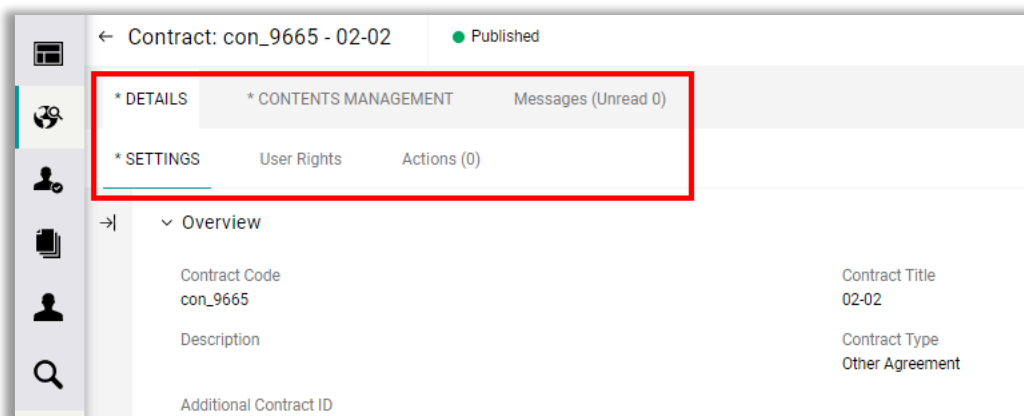 Contract: con_9665 - 02-02 Published
* DETAILS * CONTENTS MANAGEMENT Messages (Unread 0)
* SETTINGS User Rights Actions (0)
Overview
Contract Code Contract Title
con_9665 02-02
Description Contract Type
Other Agreement
Additional Contract ID